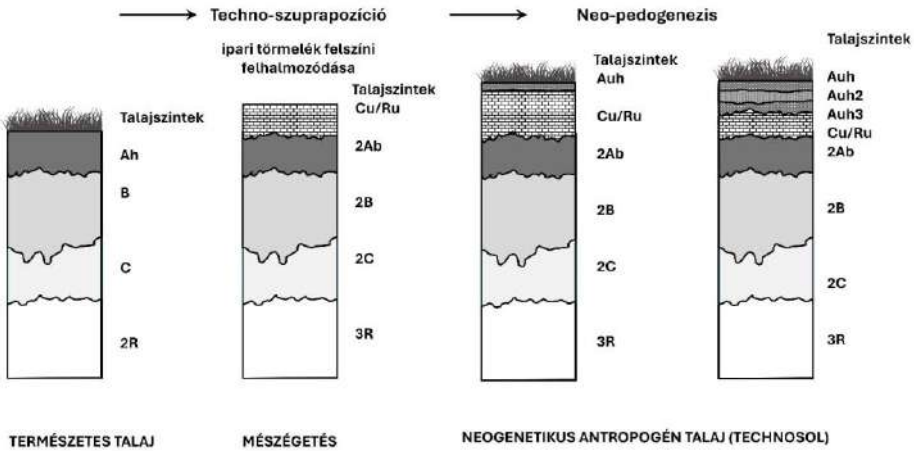 Techno-szuprapozíció
Neo-pedogenezis
ipari törmelék felszíni
felhalmozódása
Talajszintek
Ah
B
C
2R
TERMÉSZETES TALAJ
Talajszintek
Cu/Ru
2Ab
2B
2C
3R
MÉSZÉGETÉS
Talajszintek
Auh
Cu/Ru
2Ab
2B
2C
3R
Talajszintek
Auh
Auh2
Auh3
Cu/Ru
2Ab
2B
2C
3R
NEOGENETIKUS ANTROPOGÉN TALAJ (TECHNOSOL)